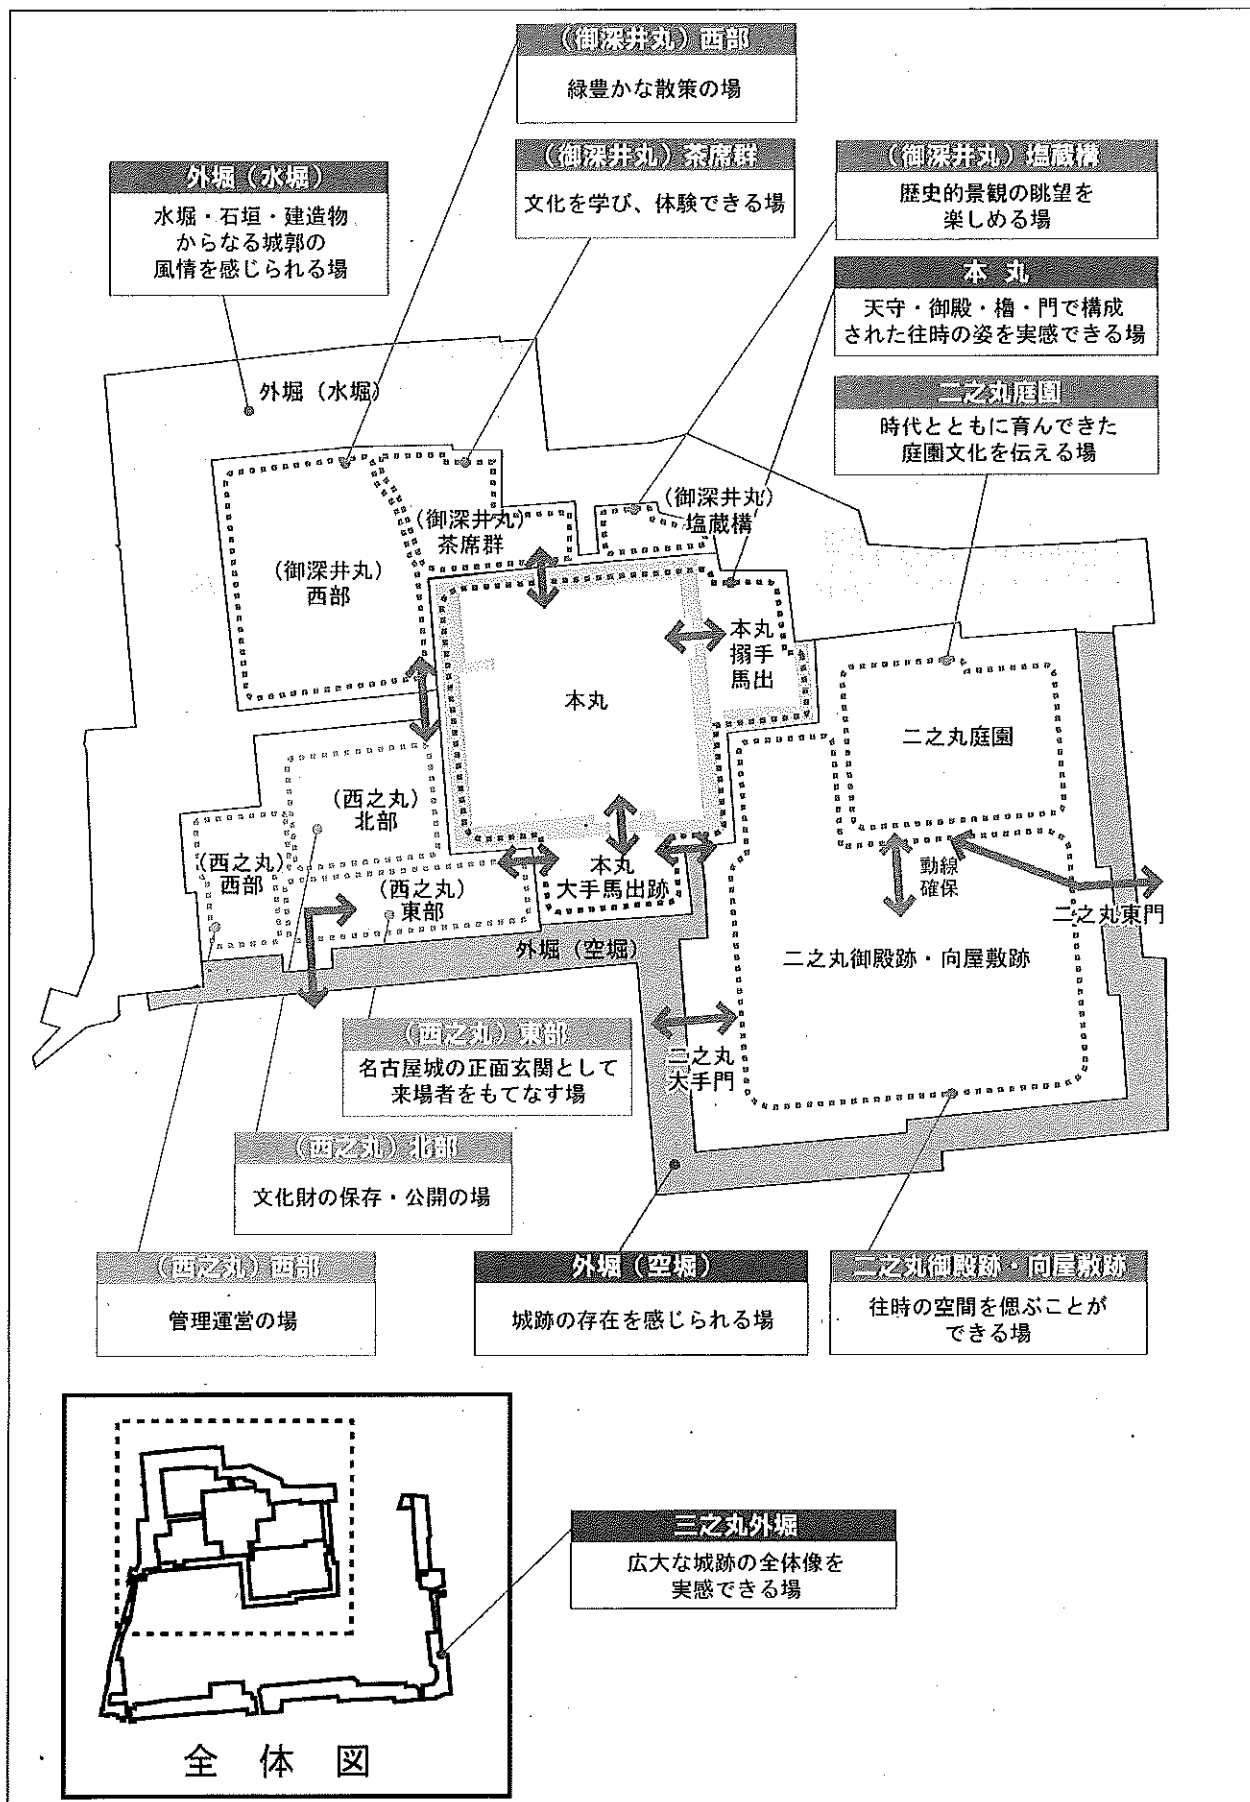 （御深井丸）西部
緑豊かな散策の場
（御深井丸）茶席群
文化を学び、体験できる場
（御深井丸）塩蔵構
歴史的景観の眺望を
楽しめる場
外堀（水堀）
水堀・石垣・建造物
からなる城郭の
風情を感じられる場
本丸
天守・御殿・櫓・門で構成
された往時の姿を実感できる場
二之丸庭園
時代とともに育んできた
庭園文化を伝える場
外堀（水堀）
（御深井丸）
茶席群
（御深井丸）
塩蔵構
（御深井丸）
西部
本丸
搦手
馬出
本丸
二之丸庭園
（西之丸）
北部
（西之丸）
西部
（西之丸）
東部
本丸
大手馬出跡
動線
確保
二之丸東門
外堀（空堀）
二之丸御殿跡・向屋敷跡
二之丸
大手門
（西之丸）東部
名古屋城の正面玄関として
来場者をもてなす場
（西之丸）北部
文化財の保存・公開の場
（西之丸）西部
管理運営の場
外堀（空堀）
城跡の存在を感じられる場
二之丸御殿跡・向屋敷跡
往時の空間を偲ぶことが
できる場
三之丸外堀
広大な城跡の全体像を
実感できる場
全体図